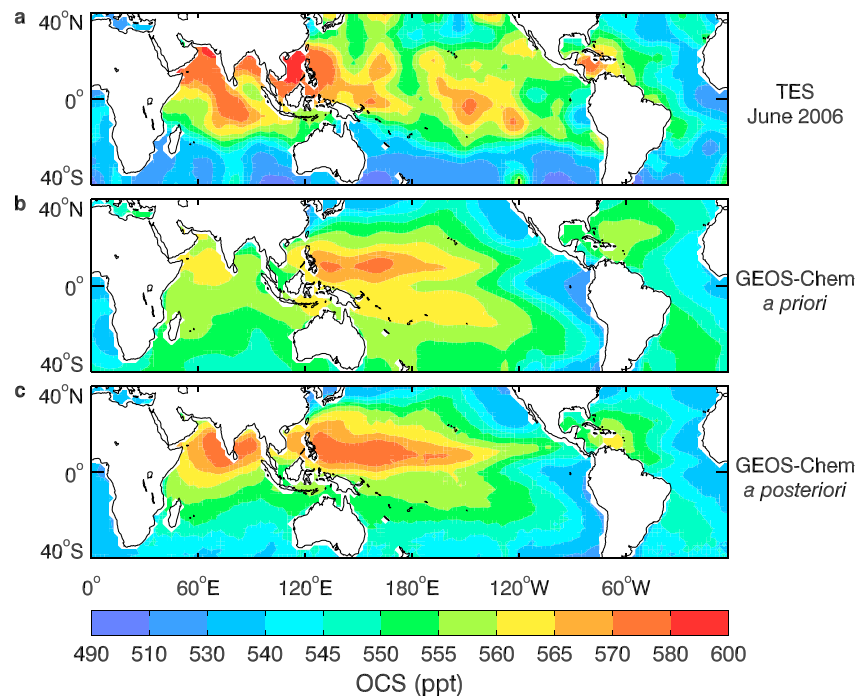 a
40°N
0°
40°S
TES
June 2006
b
40°N
0°
40°S
GEOS-Chem
a priori
c
40°N
0°
40°S
GEOS-Chem
a posteriori
0° 60°E 120°E 180°E 120°W 60°W
490 510 530 540 545 550 555 560 565 570 580 600
OCS (ppt)